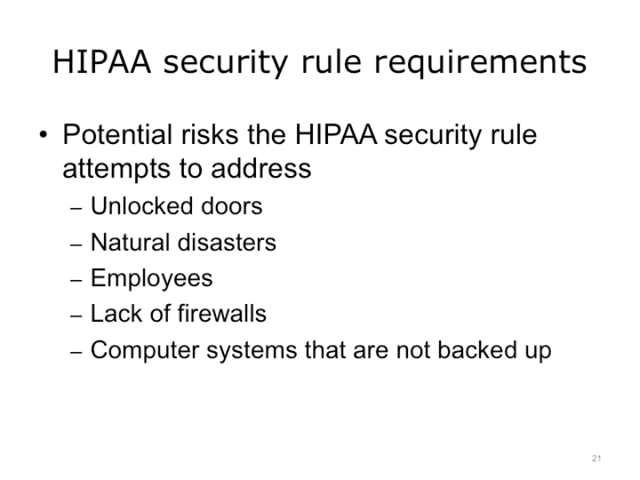 HIPAA security rule requirements
• Potential risks the HIPAA security rule
attempts to address
– Unlocked doors
– Natural disasters
– Employees
– Lack of firewalls
– Computer systems that are not backed up
21